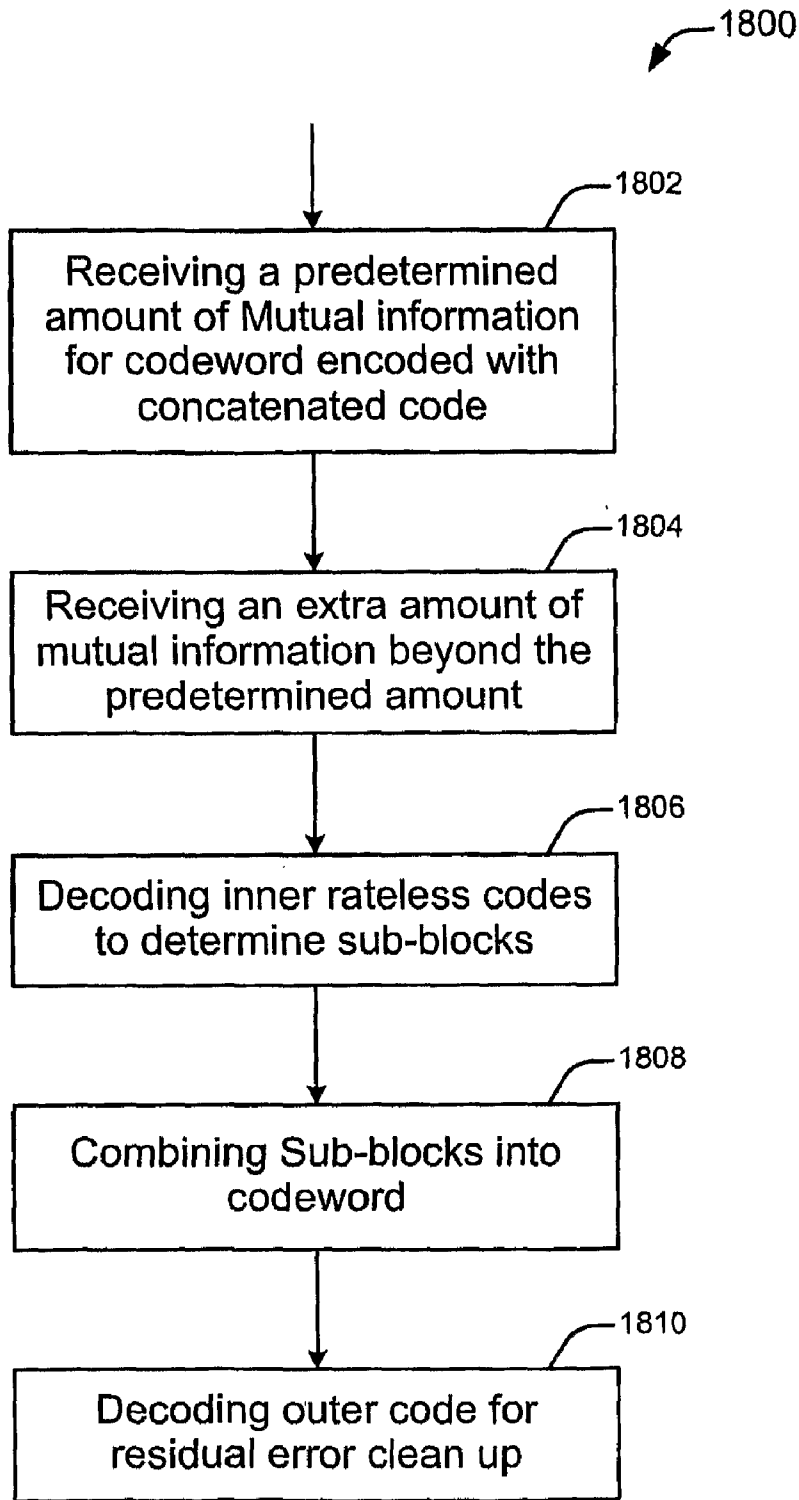 1800
1802
Receiving a predetermined
amount of Mutual information
for codeword encoded with
concatenated code
1804
Receiving an extra amount of
mutual information beyond the
predetermined amount
1806
Decoding inner rateless codes
to determine sub-blocks
1808
Combining Sub-blocks into
codeword
1810
Decoding outer code for
residual error clean up